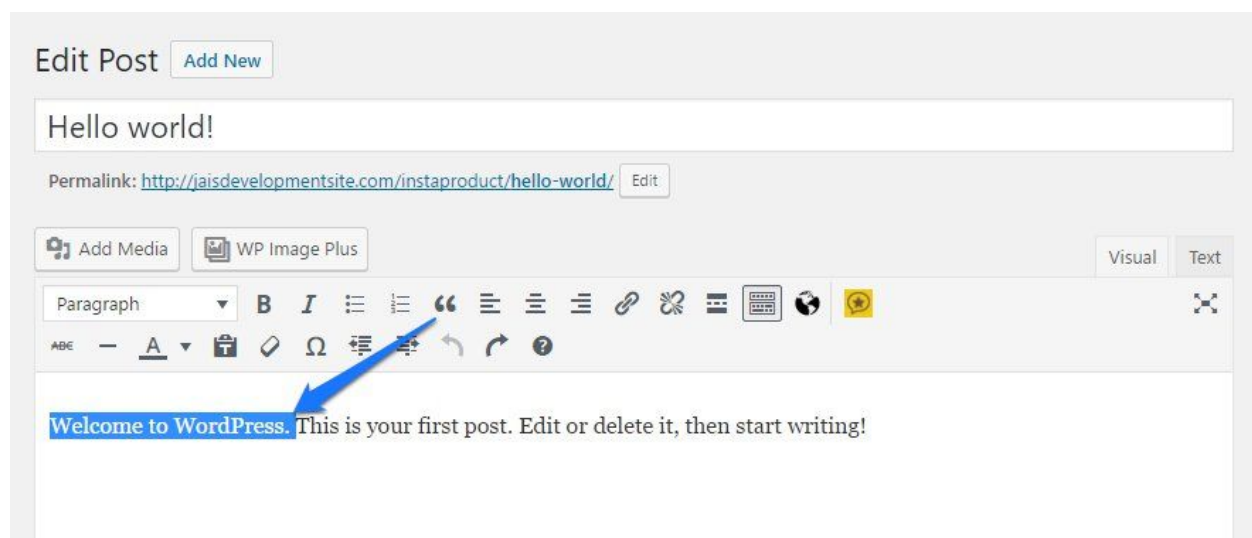 Edit Post Add New
Hello world!
Permalink: http://jaisdevelopmentsite.com/instaproduct/hello-world/ Edit
Add Media WP Image Plus Visual Text
Paragraph B I
ABC A T Ω
Welcome to WordPress. This is your first post. Edit or delete it, then start writing!